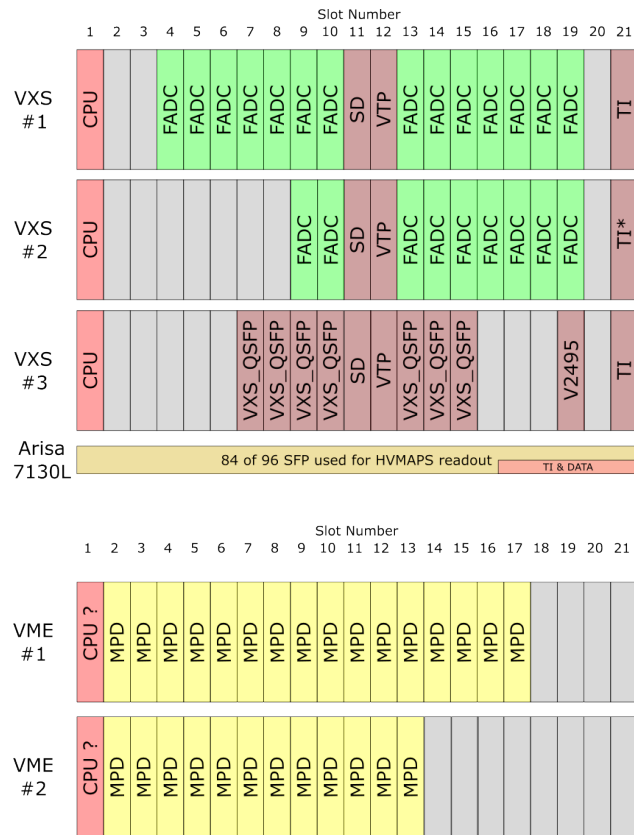 Slot Number
1 2 3 4 5 6 7 8 9 10 11 12 13 14 15 16 17 18 19 20 21
VXS
#1
CPU FADC FADC FADC FADC FADC FADC FADC SD VTP FADC FADC FADC FADC FADC FADC FADC TI
VXS
#2
CPU FADC FADC SD VTP FADC FADC FADC FADC FADC FADC FADC TI*
VXS
#3
CPU VXS_QSFP VXS_QSFP VXS_QSFP VXS_QSFP SD VTP VXS_QSFP VXS_QSFP VXS_QSFP V2495 TI
Arisa
7130L
84 of 96 SFP used for HVMAPS readout
TI & DATA
Slot Number
1 2 3 4 5 6 7 8 9 10 11 12 13 14 15 16 17 18 19 20 21
VME
#1
CPU ? MPD MPD MPD MPD MPD MPD MPD MPD MPD MPD MPD MPD MPD MPD MPD MPD
VME
#2
CPU ? MPD MPD MPD MPD MPD MPD MPD MPD MPD MPD MPD MPD